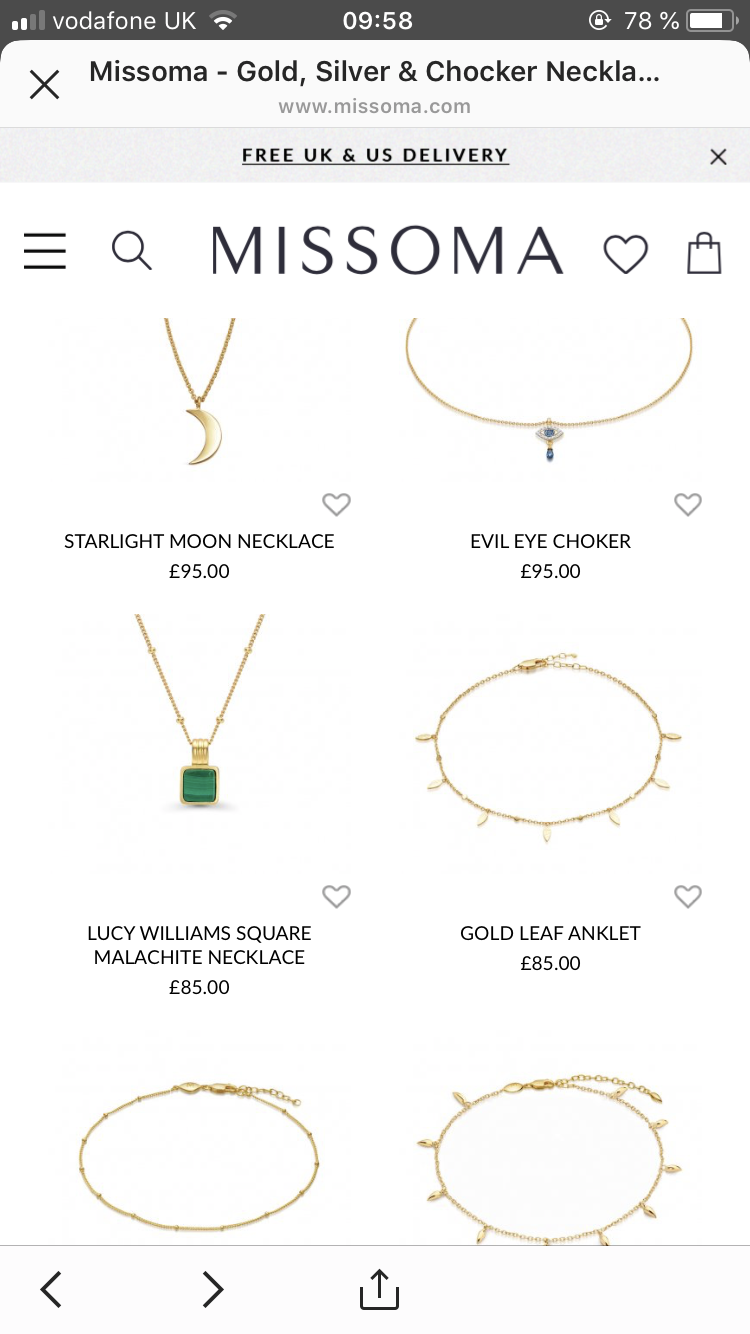 vodafone UK 09:58 78 %
Missoma - Gold, Silver & Chocker Neckla...
www.missoma.com
FREE UK & US DELIVERY
MISSOMA
STARLIGHT MOON NECKLACE
£95.00
EVIL EYE CHOKER
£95.00
LUCY WILLIAMS SQUARE
MALACHITE NECKLACE
£85.00
GOLD LEAF ANKLET
£85.00